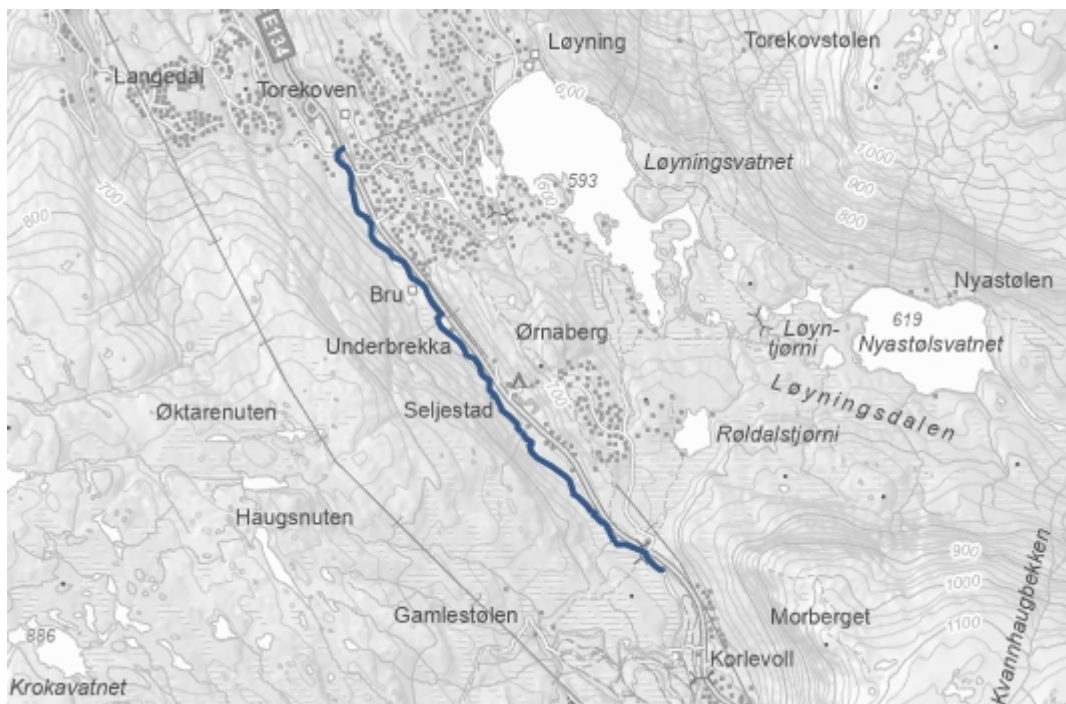 E134
Løyning
Torekovstølen
Langedal
Torekoven
600
1000
Løyningsvatnet
593
600
900
700
800
800
Nyastølen
Bru
619
Ørnaberg
Løyn-
tjørni
Nyastølsvatnet
Underbrekka
700
Løyningsdalen
Øktarenuten
Seljestad
Røldalstjørni
Haugsnuten
900
1000
Gamlestølen
Morberget
1100
Kvannhaugbekken
886
Korlevoll
Krokavatnet